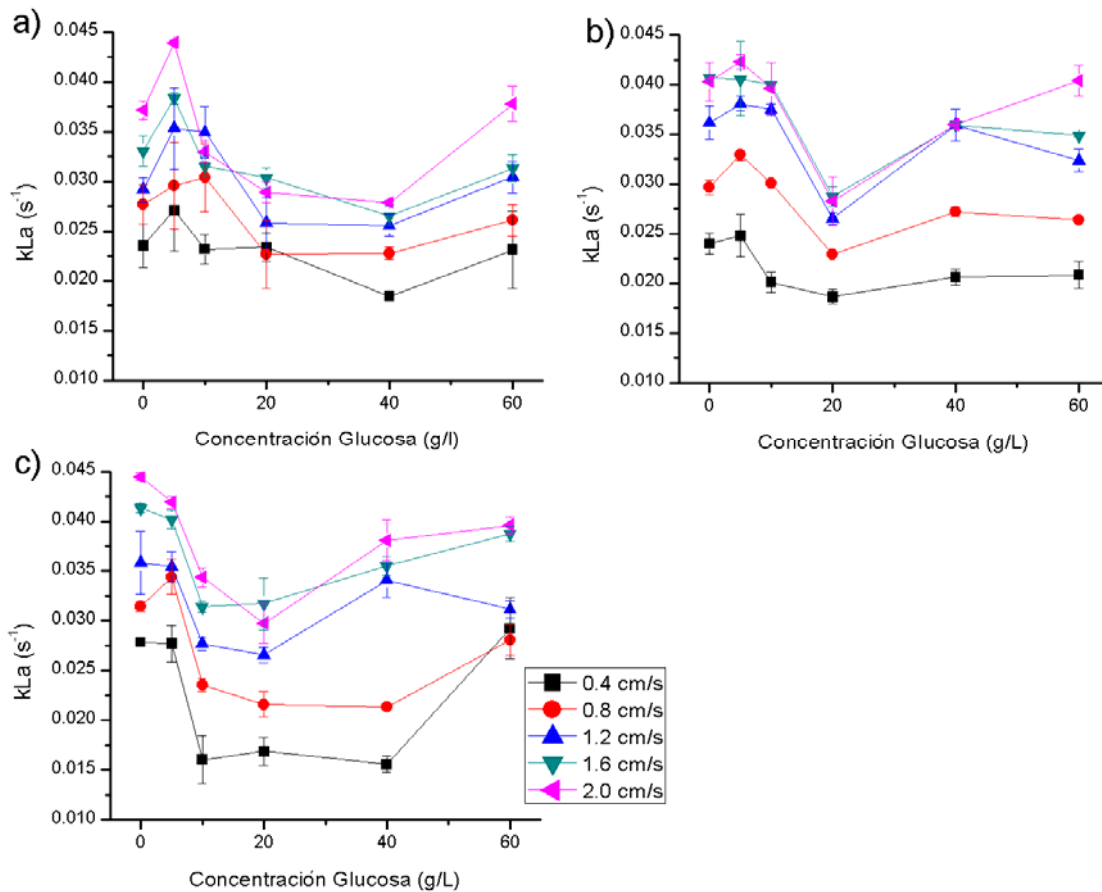 a)
0.045
0.040
0.035
0.030
0.025
0.020
0.015
0.010
kLa (s⁻¹)
0 20 40 60
Concentración Glucosa (g/l)
b)
0.045
0.040
0.035
0.030
0.025
0.020
0.015
0.010
kLa (s⁻¹)
0 20 40 60
Concentración Glucosa (g/L)
c)
0.045
0.040
0.035
0.030
0.025
0.020
0.015
0.010
kLa (s⁻¹)
0 20 40 60
Concentración Glucosa (g/L)
0.4 cm/s
0.8 cm/s
1.2 cm/s
1.6 cm/s
2.0 cm/s